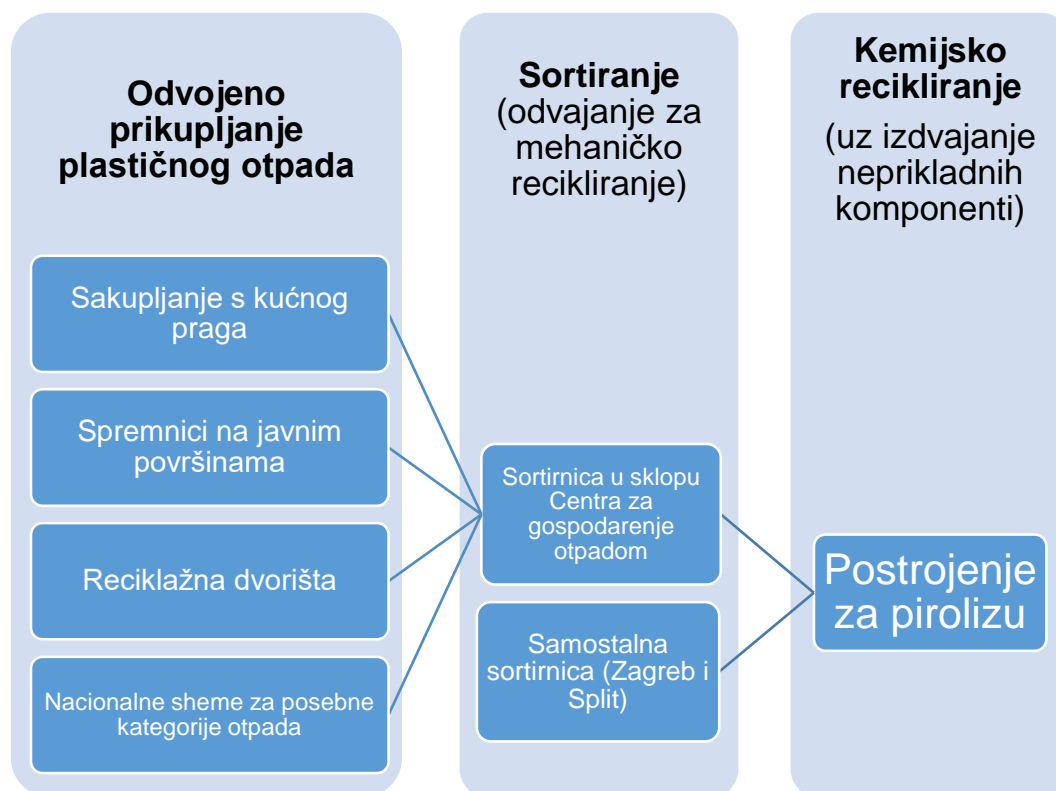 Odvojeno
prikupljanje
plastičnog otpada
Sakupljanje s kućnog
praga
Spremnici na javnim
površinama
Reciklažna dvorišta
Nacionalne sheme za posebne
kategorije otpada
Sortiranje
(odvajanje za
mehaničko
recikliranje)
Sortirnica u sklopu
Centra za
gospodarenje
otpadom
Samostalna
sortirnica (Zagreb i
Split)
Kemijsko
recikliranje
(uz izdvajanje
neprikladnih
komponenti)
Postrojenje
za pirolizu